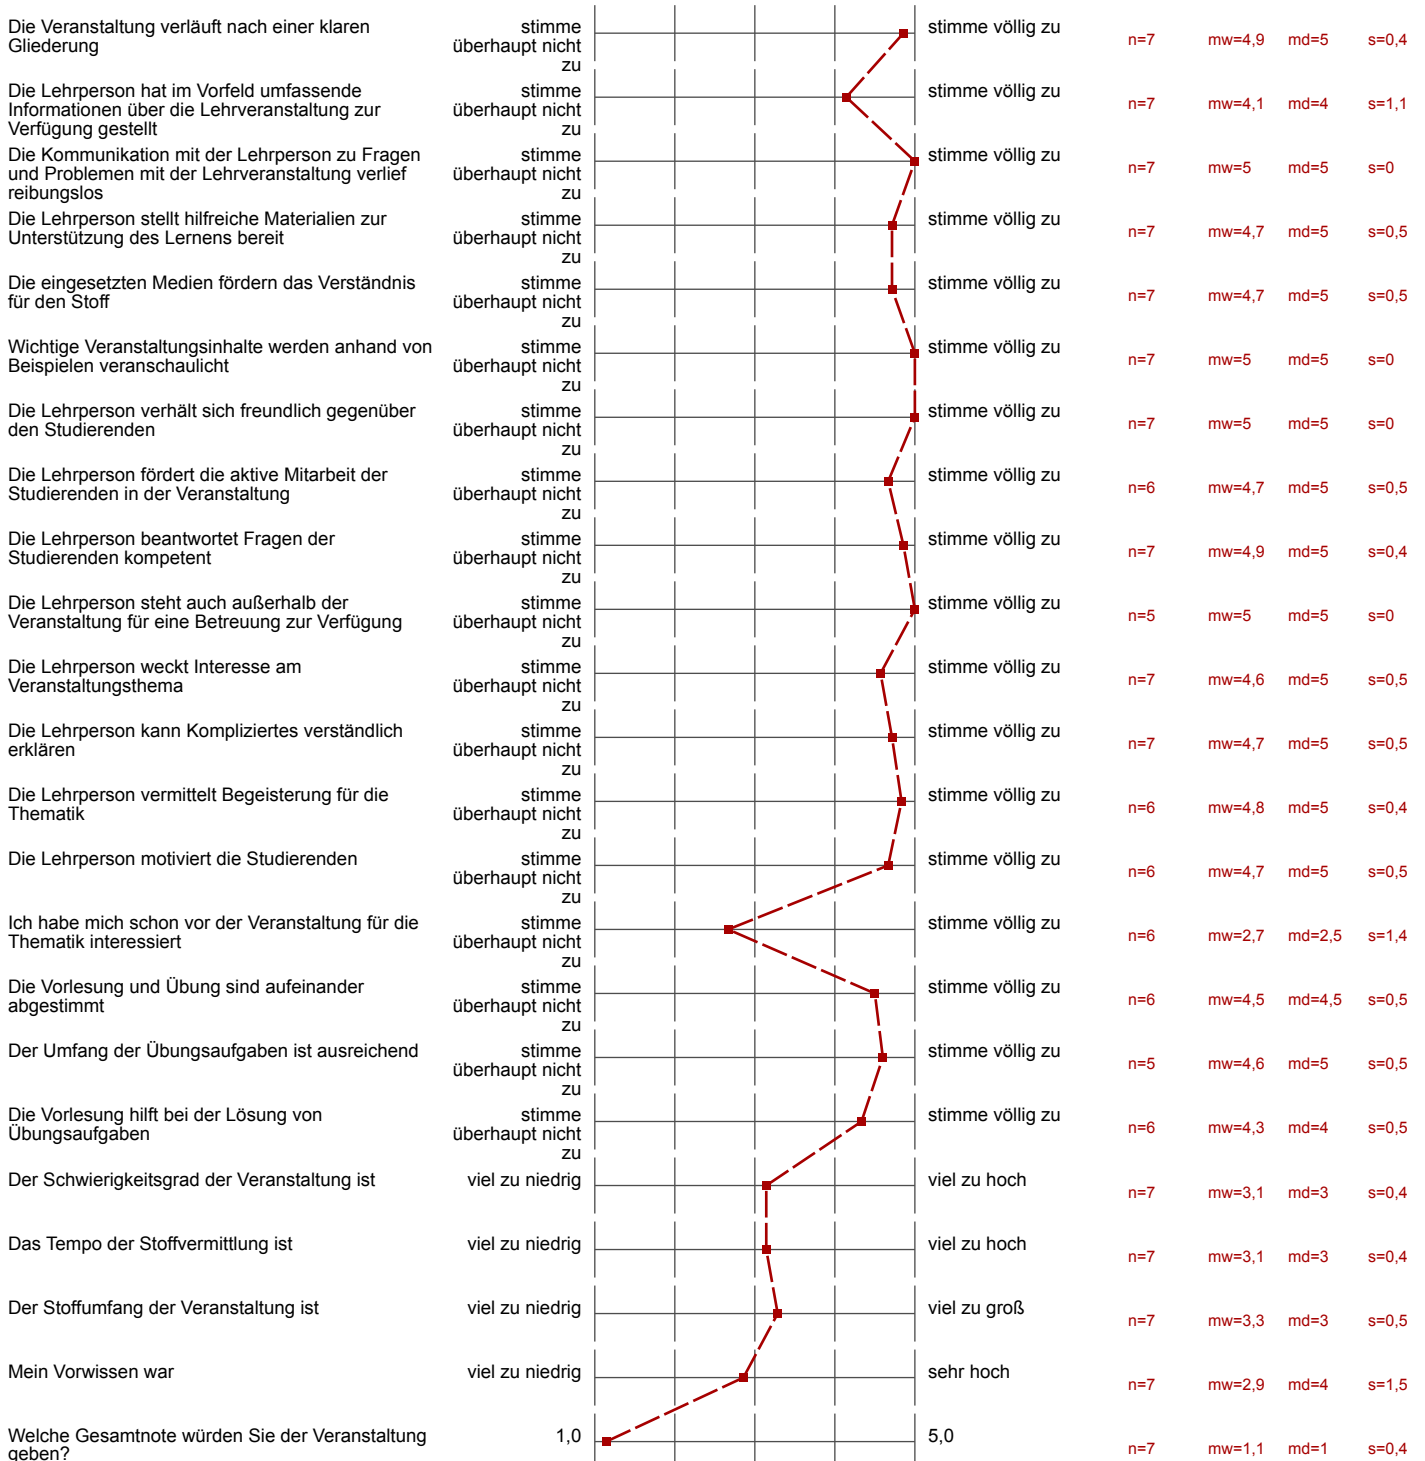 Die Veranstaltung verläuft nach einer klaren
Gliederung
stimme
überhaupt nicht
zu
stimme völlig zu
n=7 mw=4,9 md=5 s=0,4
Die Lehrperson hat im Vorfeld umfassende
Informationen über die Lehrveranstaltung zur
Verfügung gestellt
stimme
überhaupt nicht
zu
stimme völlig zu
n=7 mw=4,1 md=4 s=1,1
Die Kommunikation mit der Lehrperson zu Fragen
und Problemen mit der Lehrveranstaltung verlief
reibungslos
stimme
überhaupt nicht
zu
stimme völlig zu
n=7 mw=5 md=5 s=0
Die Lehrperson stellt hilfreiche Materialien zur
Unterstützung des Lernens bereit
stimme
überhaupt nicht
zu
stimme völlig zu
n=7 mw=4,7 md=5 s=0,5
Die eingesetzten Medien fördern das Verständnis
für den Stoff
stimme
überhaupt nicht
zu
stimme völlig zu
n=7 mw=4,7 md=5 s=0,5
Wichtige Veranstaltungsinhalte werden anhand von
Beispielen veranschaulicht
stimme
überhaupt nicht
zu
stimme völlig zu
n=7 mw=5 md=5 s=0
Die Lehrperson verhält sich freundlich gegenüber
den Studierenden
stimme
überhaupt nicht
zu
stimme völlig zu
n=7 mw=5 md=5 s=0
Die Lehrperson fördert die aktive Mitarbeit der
Studierenden in der Veranstaltung
stimme
überhaupt nicht
zu
stimme völlig zu
n=6 mw=4,7 md=5 s=0,5
Die Lehrperson beantwortet Fragen der
Studierenden kompetent
stimme
überhaupt nicht
zu
stimme völlig zu
n=7 mw=4,9 md=5 s=0,4
Die Lehrperson steht auch außerhalb der
Veranstaltung für eine Betreuung zur Verfügung
stimme
überhaupt nicht
zu
stimme völlig zu
n=5 mw=5 md=5 s=0
Die Lehrperson weckt Interesse am
Veranstaltungsthema
stimme
überhaupt nicht
zu
stimme völlig zu
n=7 mw=4,6 md=5 s=0,5
Die Lehrperson kann Kompliziertes verständlich
erklären
stimme
überhaupt nicht
zu
stimme völlig zu
n=7 mw=4,7 md=5 s=0,5
Die Lehrperson vermittelt Begeisterung für die
Thematik
stimme
überhaupt nicht
zu
stimme völlig zu
n=6 mw=4,8 md=5 s=0,4
Die Lehrperson motiviert die Studierenden
stimme
überhaupt nicht
zu
stimme völlig zu
n=6 mw=4,7 md=5 s=0,5
Ich habe mich schon vor der Veranstaltung für die
Thematik interessiert
stimme
überhaupt nicht
zu
stimme völlig zu
n=6 mw=2,7 md=2,5 s=1,4
Die Vorlesung und Übung sind aufeinander
abgestimmt
stimme
überhaupt nicht
zu
stimme völlig zu
n=6 mw=4,5 md=4,5 s=0,5
Der Umfang der Übungsaufgaben ist ausreichend
stimme
überhaupt nicht
zu
stimme völlig zu
n=5 mw=4,6 md=5 s=0,5
Die Vorlesung hilft bei der Lösung von
Übungsaufgaben
stimme
überhaupt nicht
zu
stimme völlig zu
n=6 mw=4,3 md=4 s=0,5
Der Schwierigkeitsgrad der Veranstaltung ist
viel zu niedrig
viel zu hoch
n=7 mw=3,1 md=3 s=0,4
Das Tempo der Stoffvermittlung ist
viel zu niedrig
viel zu hoch
n=7 mw=3,1 md=3 s=0,4
Der Stoffumfang der Veranstaltung ist
viel zu niedrig
viel zu groß
n=7 mw=3,3 md=3 s=0,5
Mein Vorwissen war
viel zu niedrig
sehr hoch
n=7 mw=2,9 md=4 s=1,5
Welche Gesamtnote würden Sie der Veranstaltung
geben?
1,0
5,0
n=7 mw=1,1 md=1 s=0,4